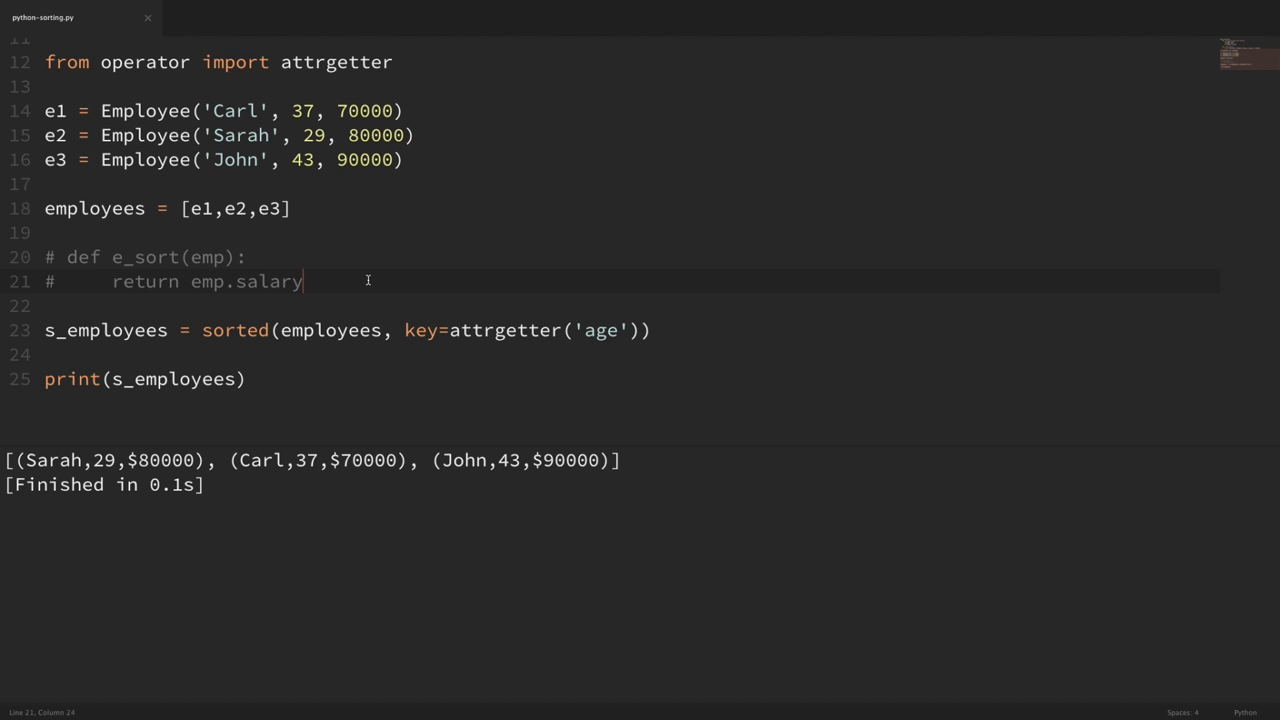 python-sorting.py ×
11
12 from operator import attrgetter
13
14 e1 = Employee('Carl', 37, 70000)
15 e2 = Employee('Sarah', 29, 80000)
16 e3 = Employee('John', 43, 90000)
17
18 employees = [e1,e2,e3]
19
20 # def e_sort(emp):
21 #     return emp.salary
22
23 s_employees = sorted(employees, key=attrgetter('age'))
24
25 print(s_employees)
[(Sarah,29,$80000), (Carl,37,$70000), (John,43,$90000)]
[Finished in 0.1s]
Line 21, Column 24 Spaces: 4 Python